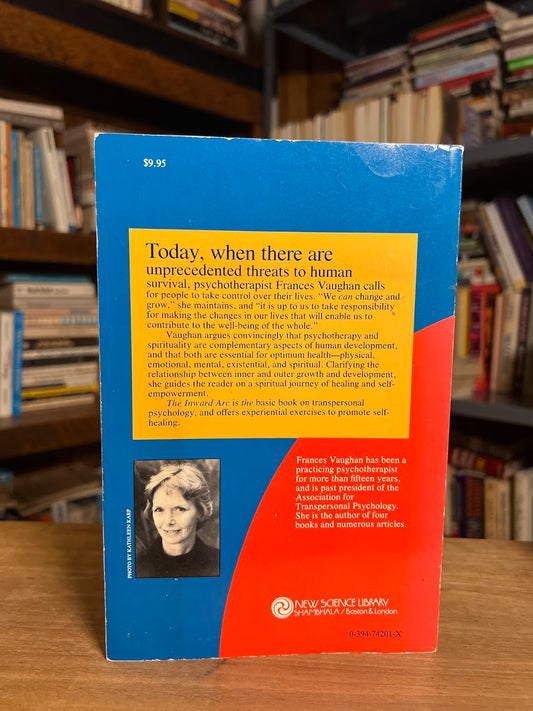 $9.95
Today, when there are
unprecedented threats to human
survival, psychotherapist Frances Vaughan calls
for people to take control over their lives. “We can change and
grow,” she maintains, and “it is up to us to take responsibility
for making the changes in our lives that will enable us to
contribute to the well-being of the whole.”
Vaughan argues convincingly that psychotherapy and
spirituality are complementary aspects of human development,
and that both are essential for optimum health—physical,
emotional, mental, existential, and spiritual. Clarifying the
relationship between inner and outer growth and development,
she guides the reader on a spiritual journey of healing and self-
empowerment.
The Inward Arc is the basic book on transpersonal
psychology, and offers experiential exercises to promote self-
healing.
PHOTO BY KATHLEEN KARP
Frances Vaughan has been a
practicing psychotherapist
for more than fifteen years,
and is past president of the
Association for
Transpersonal Psychology.
She is the author of four
books and numerous articles.
NEW SCIENCE LIBRARY
SHAMBHALA / Boston & London
0-394-74201-X